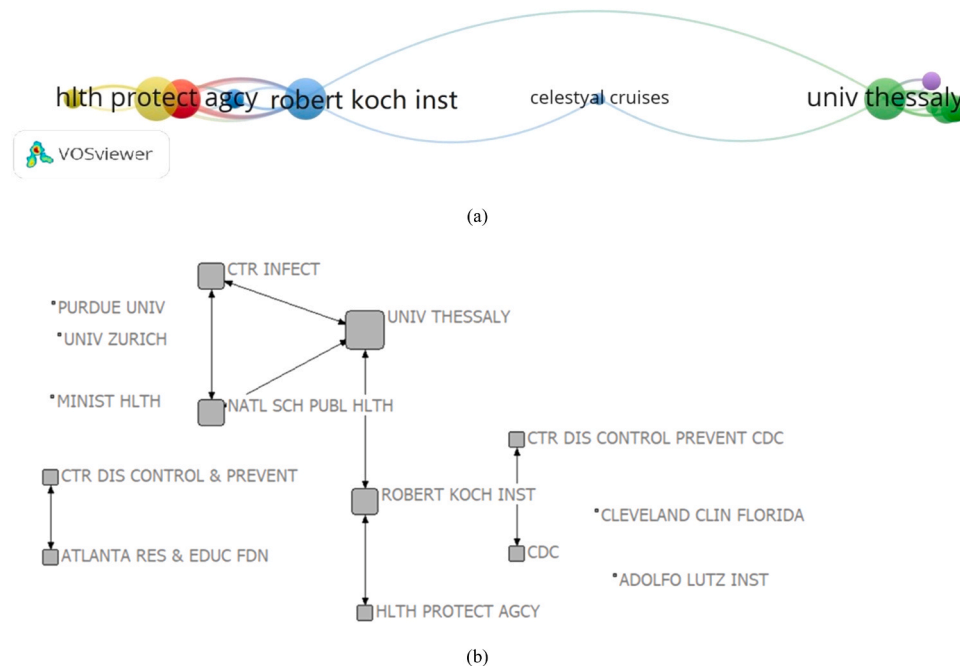 hlth protect agcy
robert koch inst
celestyal cruises
univ thessaly
VOSviewer
(a)
CTR INFECT
PURDUE UNIV
UNIV THESSALY
UNIV ZURICH
MINIST HLTH
NATL SCH PUBL HLTH
CTR DIS CONTROL PREVENT CDC
CTR DIS CONTROL & PREVENT
ROBERT KOCH INST
CLEVELAND CLIN FLORIDA
ATLANTA RES & EDUC FDN
CDC
ADOLFO LUTZ INST
HLTH PROTECT AGCY
(b)